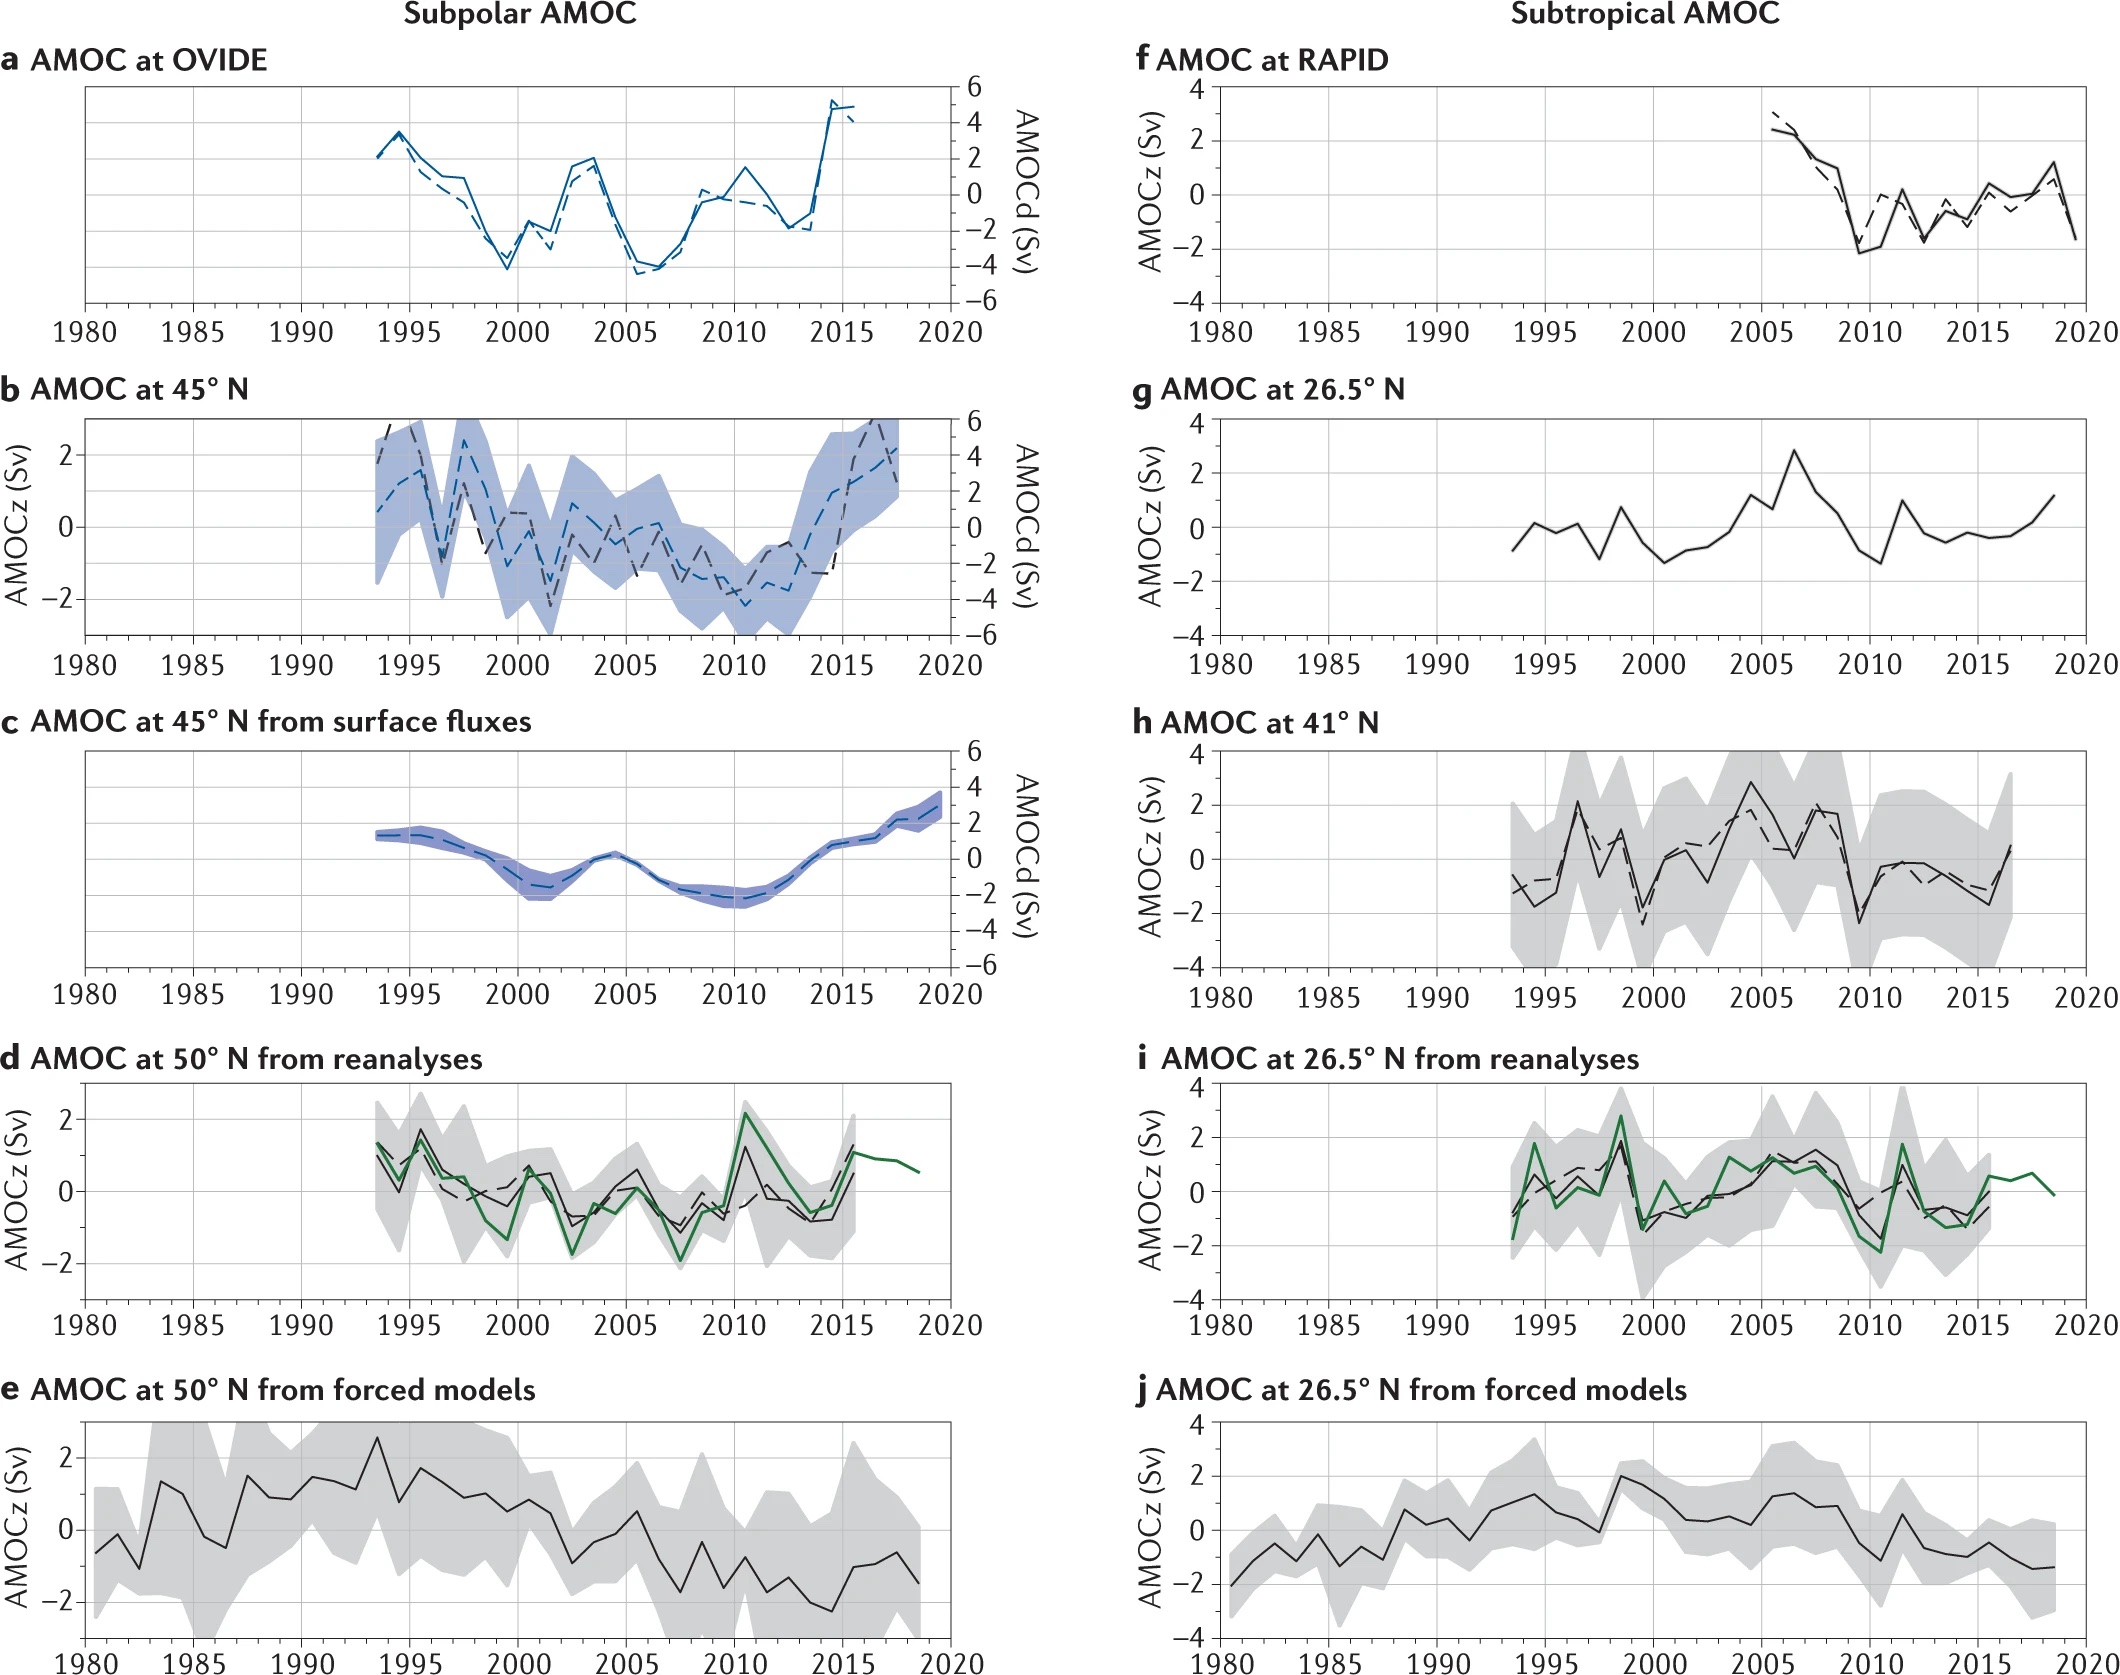 Subpolar AMOC
a AMOC at OVIDE
6
4
2
0
−2
−4
−6
AMOCd (Sv)
1980 1985 1990 1995 2000 2005 2010 2015 2020
b AMOC at 45° N
AMOCz (Sv)
2
0
−2
6
4
2
0
−2
−4
−6
AMOCd (Sv)
1980 1985 1990 1995 2000 2005 2010 2015 2020
c AMOC at 45° N from surface fluxes
6
4
2
0
−2
−4
−6
AMOCd (Sv)
1980 1985 1990 1995 2000 2005 2010 2015 2020
d AMOC at 50° N from reanalyses
AMOCz (Sv)
2
0
−2
1980 1985 1990 1995 2000 2005 2010 2015 2020
e AMOC at 50° N from forced models
AMOCz (Sv)
2
0
−2
1980 1985 1990 1995 2000 2005 2010 2015 2020
Subtropical AMOC
f AMOC at RAPID
AMOCz (Sv)
4
2
0
−2
−4
1980 1985 1990 1995 2000 2005 2010 2015 2020
g AMOC at 26.5° N
AMOCz (Sv)
4
2
0
−2
−4
1980 1985 1990 1995 2000 2005 2010 2015 2020
h AMOC at 41° N
AMOCz (Sv)
4
2
0
−2
−4
1980 1985 1990 1995 2000 2005 2010 2015 2020
i AMOC at 26.5° N from reanalyses
AMOCz (Sv)
4
2
0
−2
−4
1980 1985 1990 1995 2000 2005 2010 2015 2020
j AMOC at 26.5° N from forced models
AMOCz (Sv)
4
2
0
−2
−4
1980 1985 1990 1995 2000 2005 2010 2015 2020